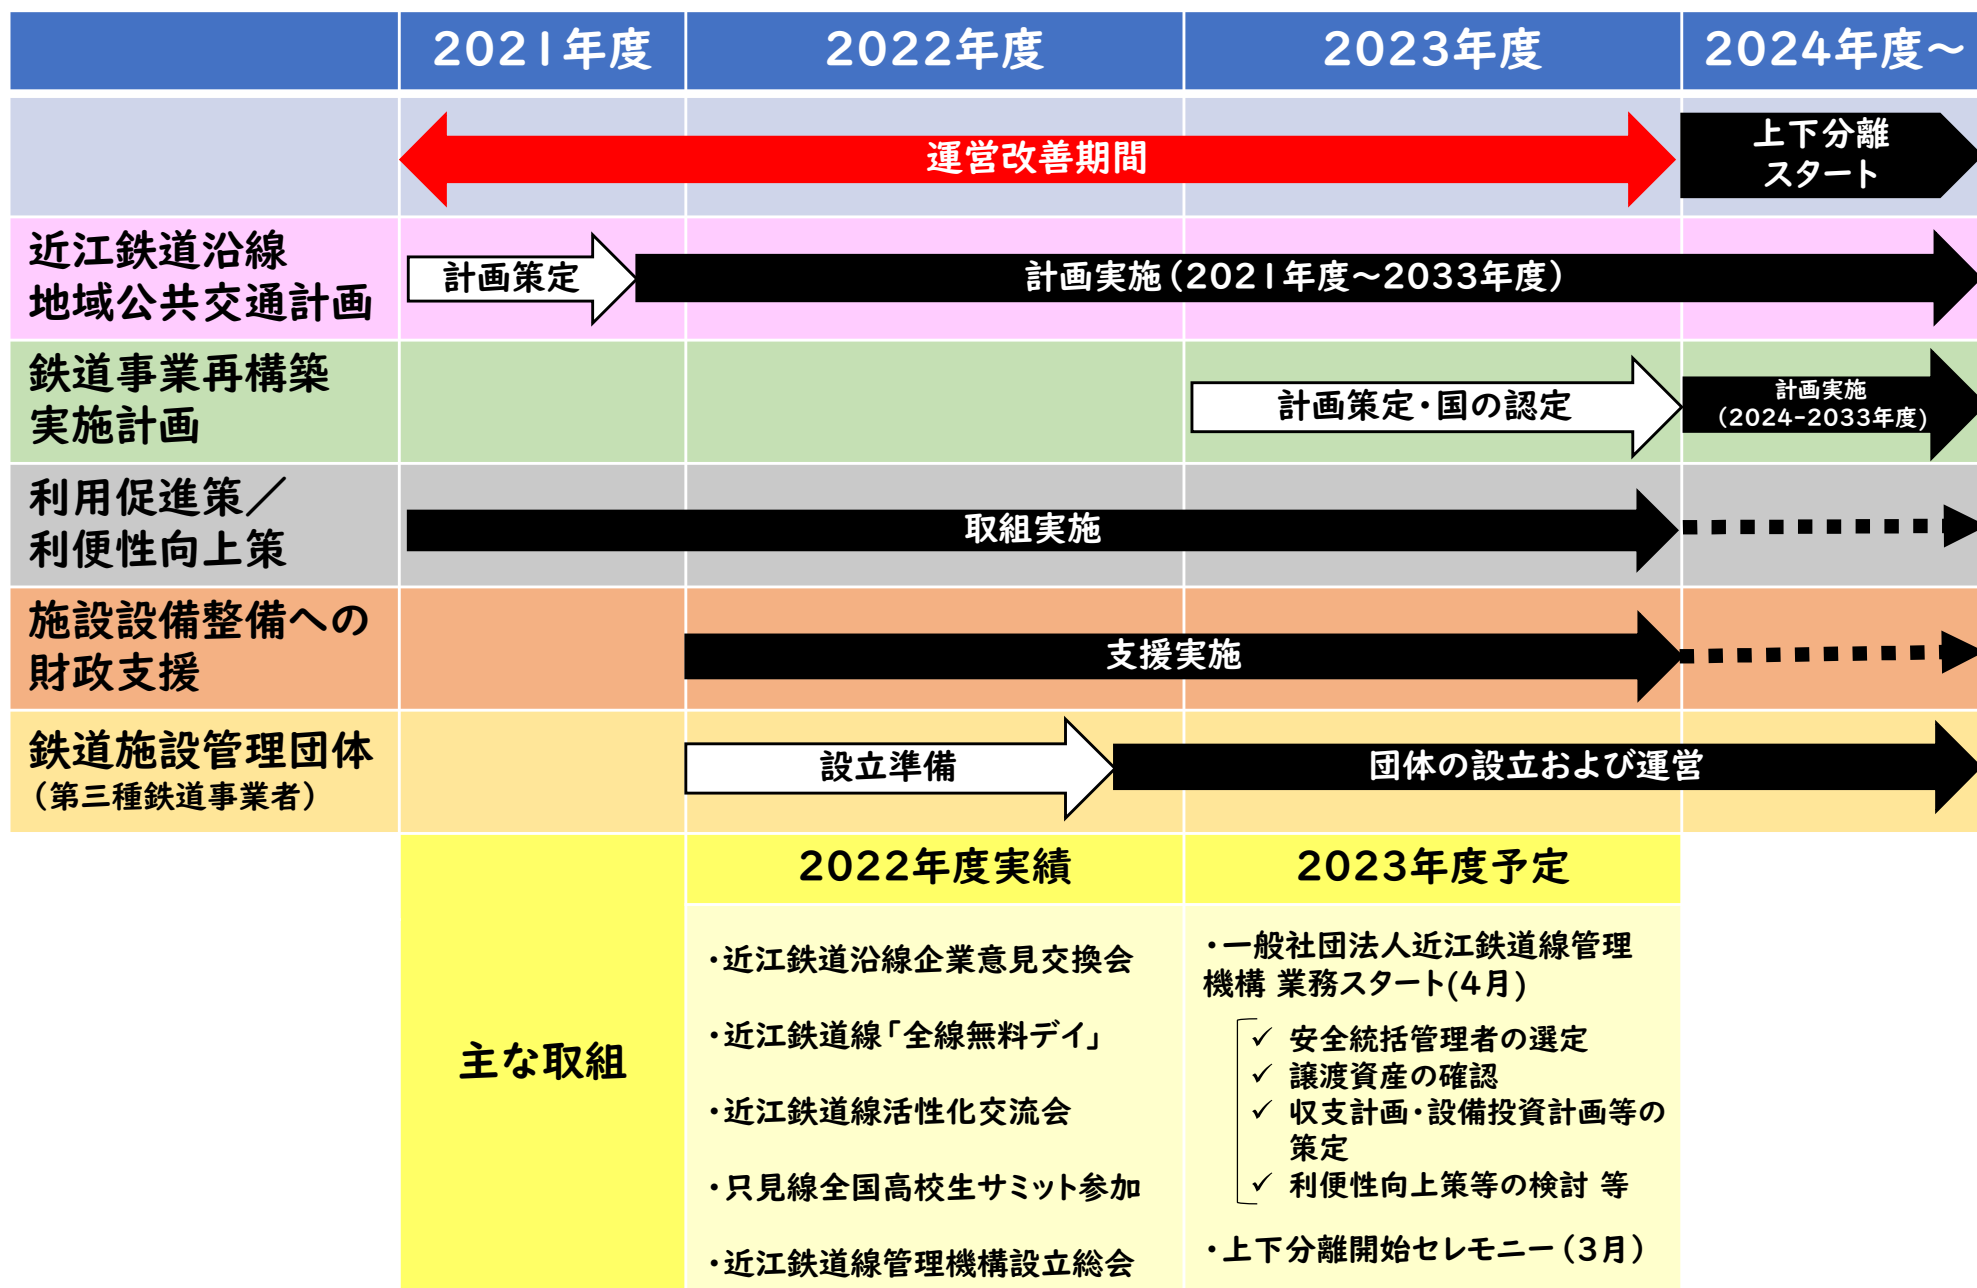 2021年度 2022年度 2023年度 2024年度～
運営改善期間
上下分離
スタート
近江鉄道沿線
地域公共交通計画
計画策定
計画実施（2021年度～2033年度）
鉄道事業再構築
実施計画
計画策定・国の認定
計画実施
（2024-2033年度）
利用促進策／
利便性向上策
取組実施
施設設備整備への
財政支援
支援実施
鉄道施設管理団体
（第三種鉄道事業者）
設立準備
団体の設立および運営
主な取組
2022年度実績
・近江鉄道沿線企業意見交換会
・近江鉄道線「全線無料デイ」
・近江鉄道線活性化交流会
・只見線全国高校生サミット参加
・近江鉄道線管理機構設立総会
2023年度予定
・一般社団法人近江鉄道線管理
機構 業務スタート(4月)
✓ 安全統括管理者の選定
✓ 譲渡資産の確認
✓ 収支計画・設備投資計画等の
策定
✓ 利便性向上策等の検討 等
・上下分離開始セレモニー（3月）